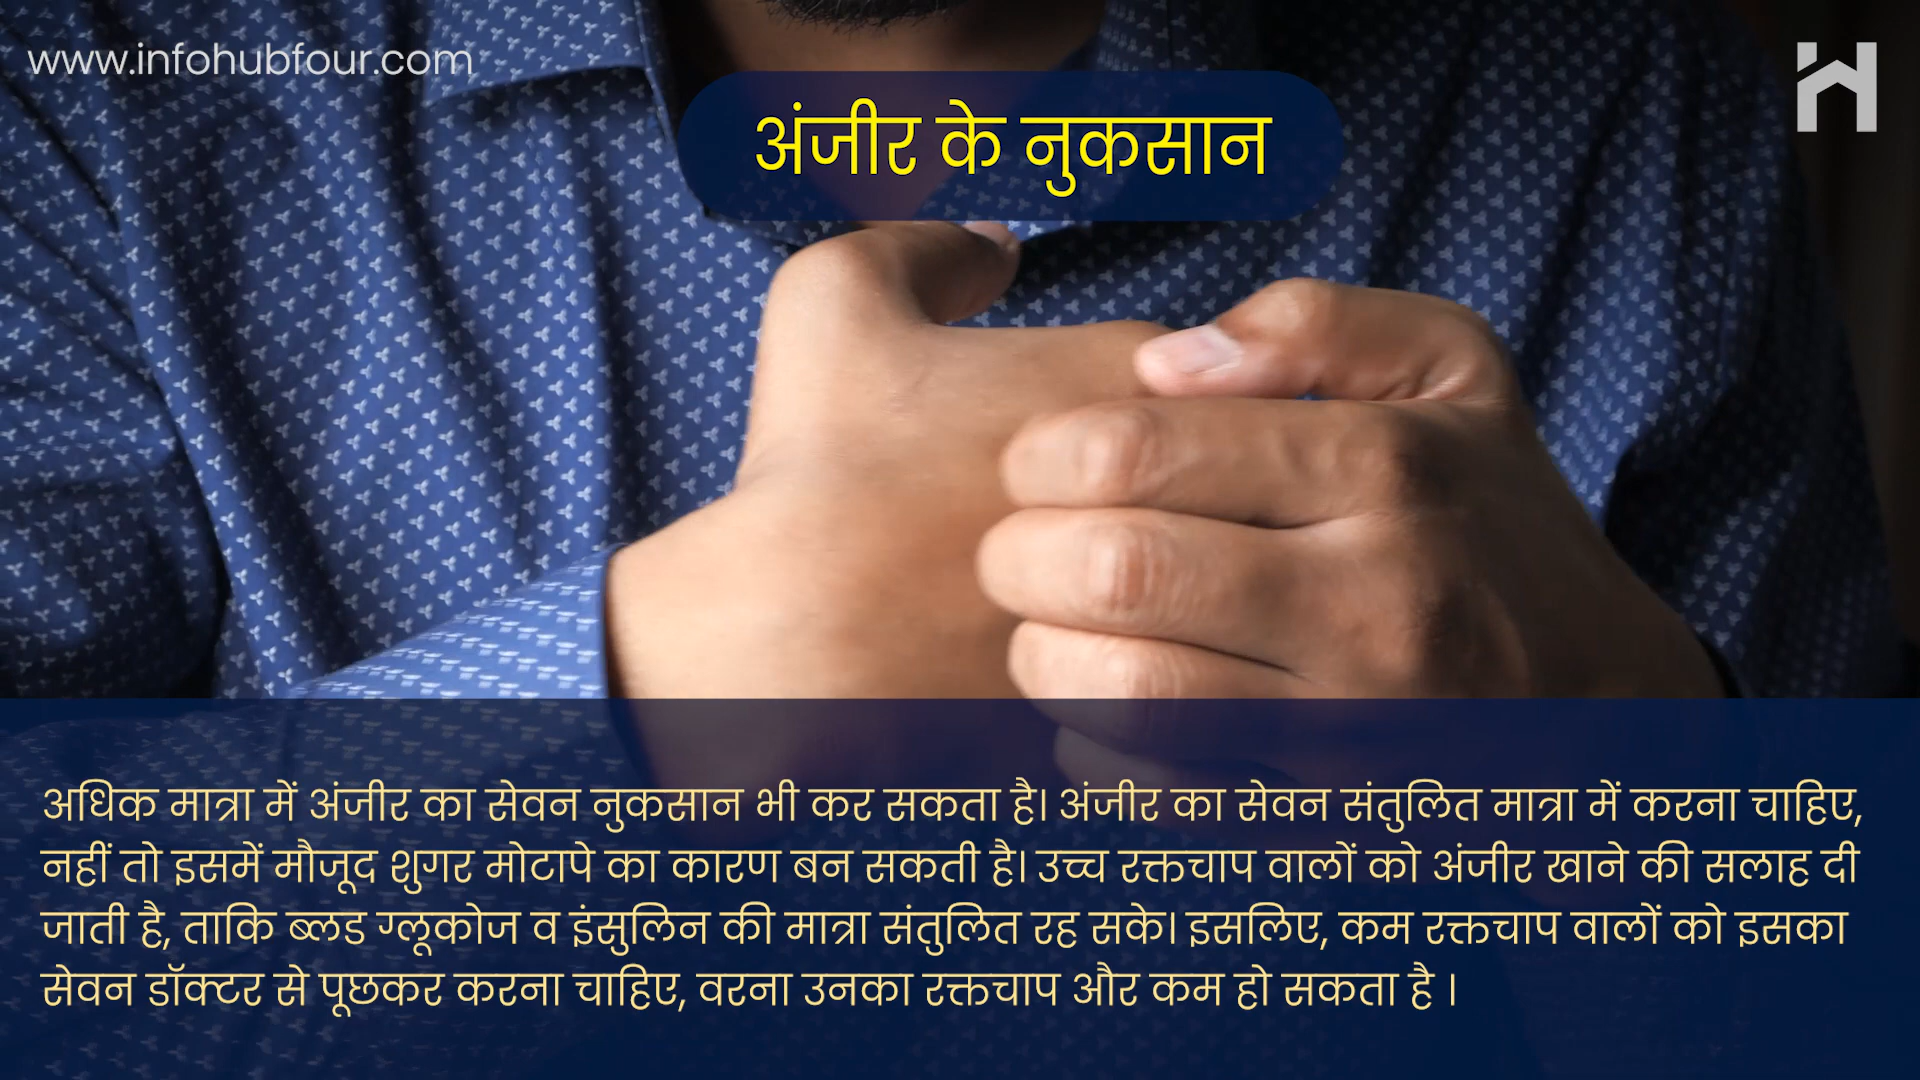 www.infohubfour.com
अंजीर के नुकसान
अधिक मात्रा में अंजीर का सेवन नुकसान भी कर सकता है। अंजीर का सेवन संतुलित मात्रा में करना चाहिए,
नहीं तो इसमें मौजूद शुगर मोटापे का कारण बन सकती है। उच्च रक्तचाप वालों को अंजीर खाने की सलाह दी
जाती है, ताकि ब्लड ग्लूकोज व इंसुलिन की मात्रा संतुलित रह सके। इसलिए, कम रक्तचाप वालों को इसका
सेवन डॉक्टर से पूछकर करना चाहिए, वरना उनका रक्तचाप और कम हो सकता है ।